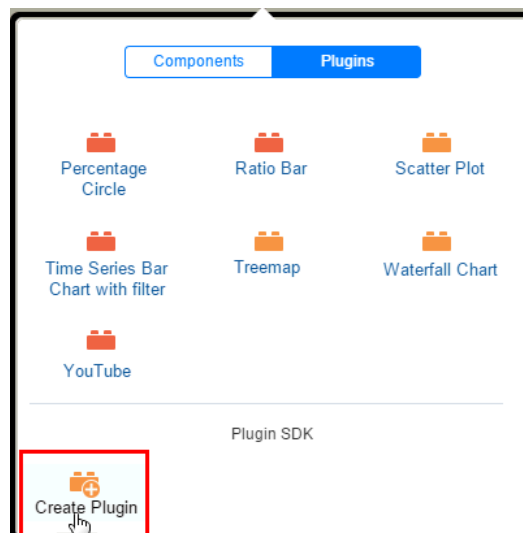 Components Plugins
Percentage Circle
Ratio Bar
Scatter Plot
Time Series Bar
Chart with filter
Treemap
Waterfall Chart
YouTube
Plugin SDK
Create Plugin